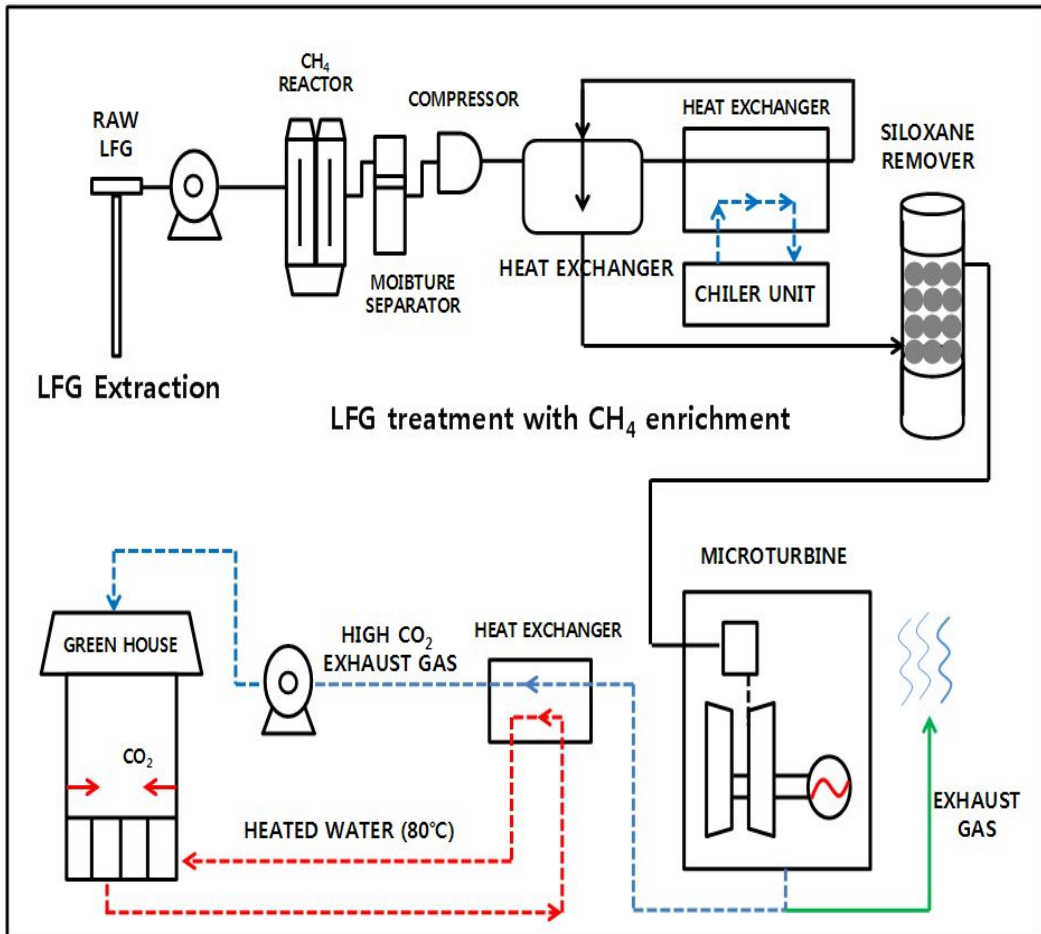 CH₄
REACTOR
COMPRESSOR
RAW
LFG
HEAT EXCHANGER
SILOXANE
REMOVER
MOIBTURE
SEPARATOR
HEAT EXCHANGER
CHILER UNIT
LFG Extraction
LFG treatment with CH₄ enrichment
MICROTURBINE
GREEN HOUSE
HIGH CO₂
EXHAUST GAS
HEAT EXCHANGER
CO₂
HEATED WATER (80℃)
EXHAUST
GAS